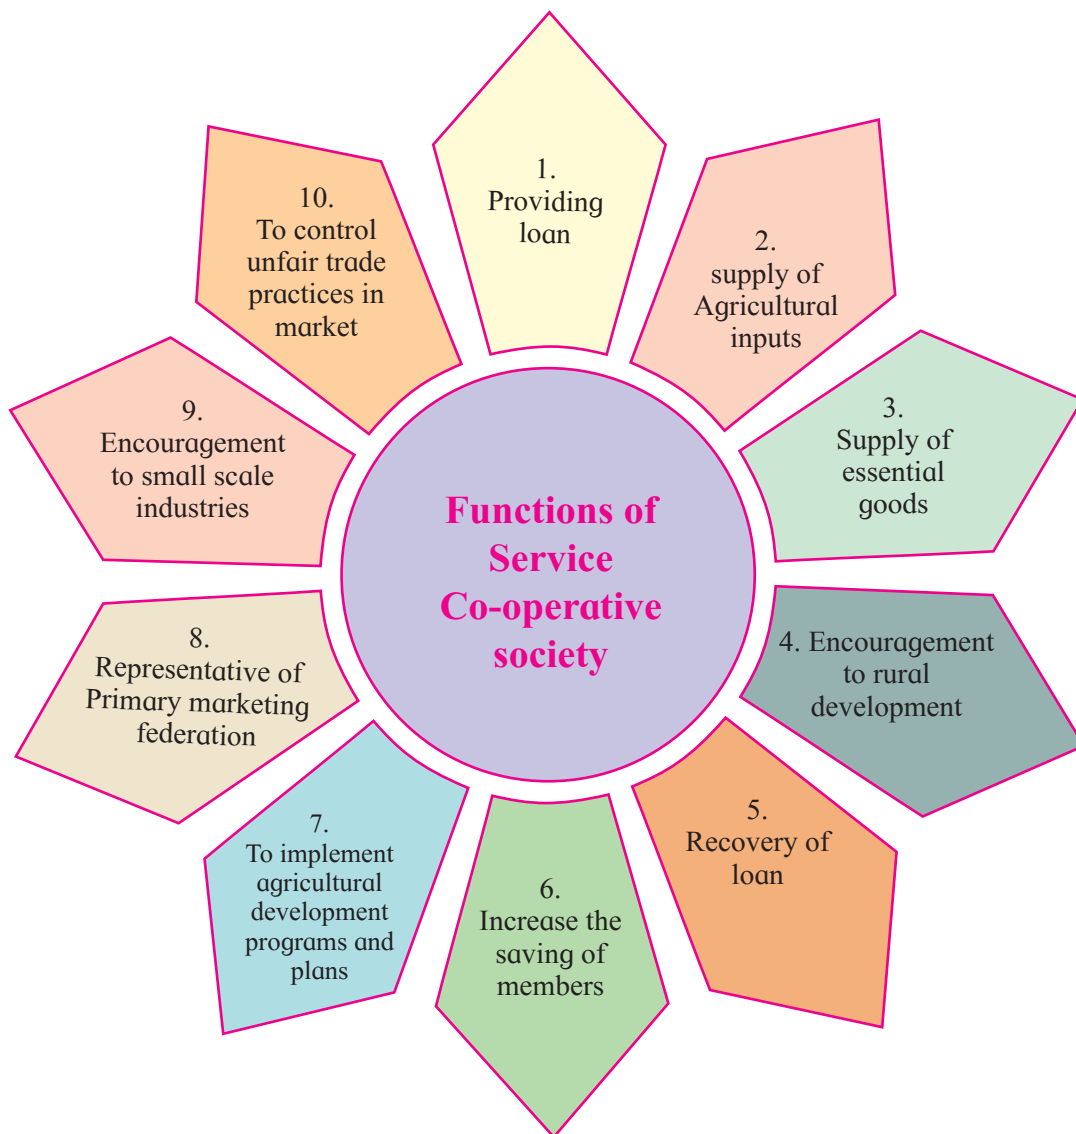 1.
Providing
loan
2.
supply of
Agricultural
inputs
3.
Supply of
essential
goods
4. Encouragement
to rural
development
5.
Recovery of
loan
6.
Increase the
saving of
members
7.
To implement
agricultural
development
programs and
plans
8.
Representative of
Primary marketing
federation
9.
Encouragement
to small scale
industries
10.
To control
unfair trade
practices in
market
Functions of
Service
Co-operative
society